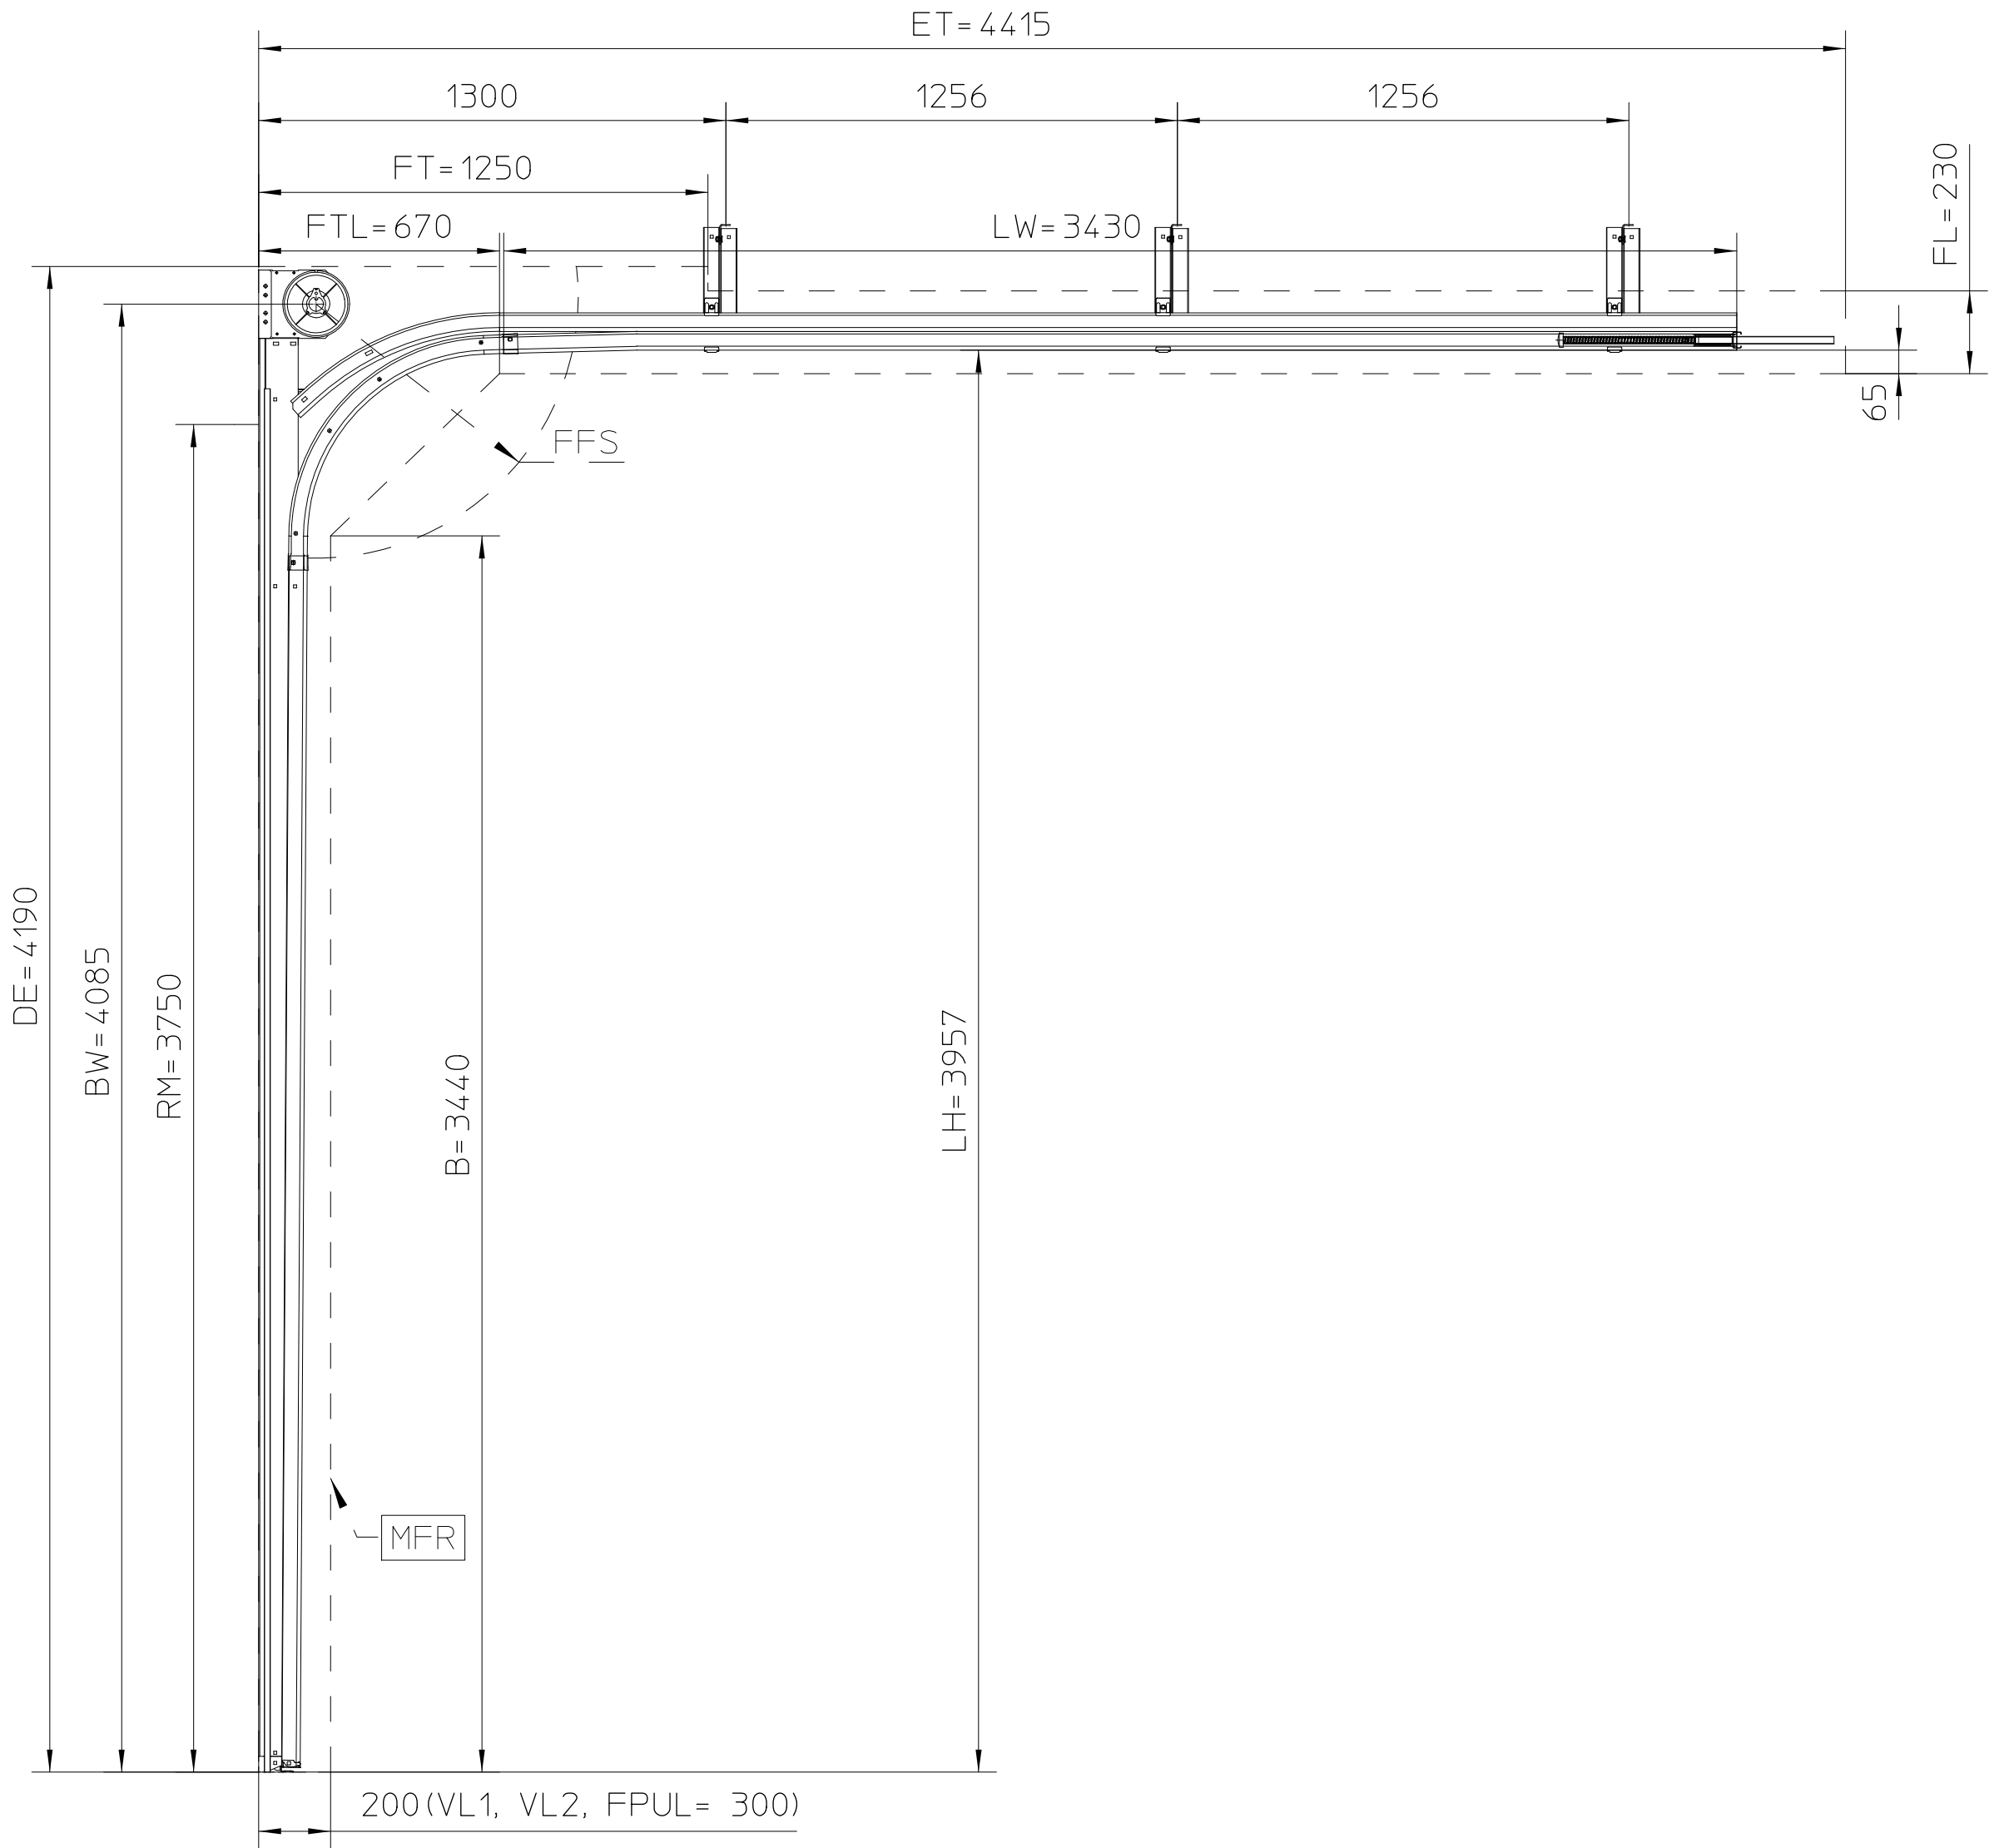 ET=4415
1300
1256
1256
FT=1250
FTL=670
LW=3430
FL=230
65
FFS
DE=4190
BW=4085
RM=3750
B=3440
LH=3957
MFR
200(VL1, VL2, FPUL= 300)